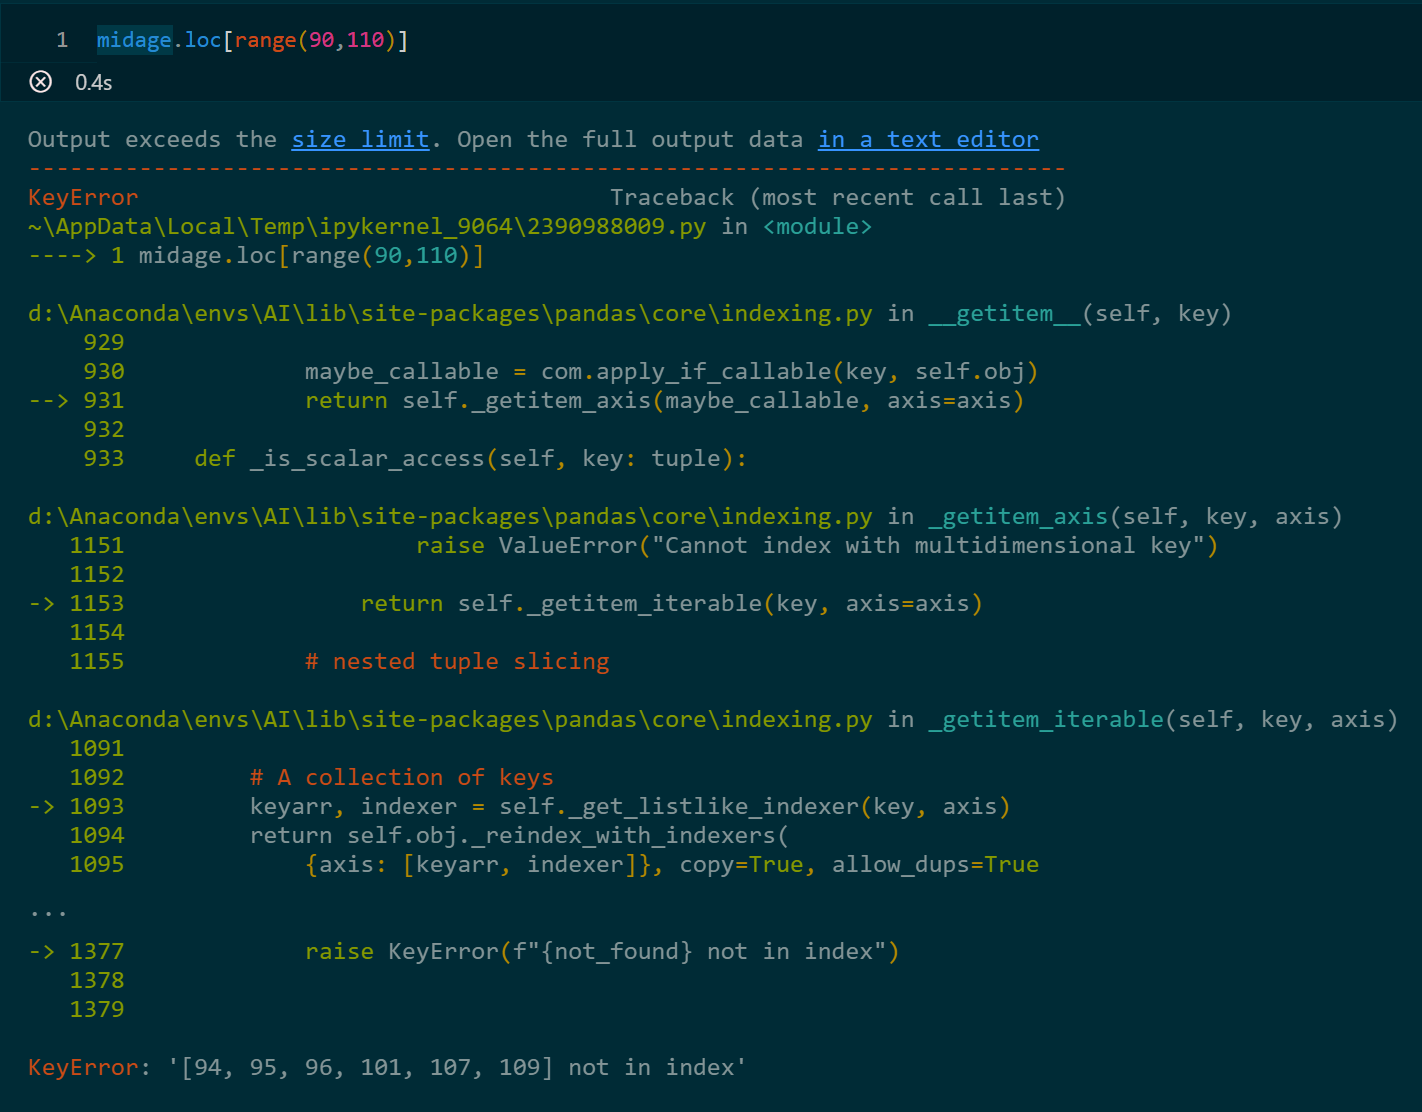 1 midage.loc[range(90,110)]
0.4s
Output exceeds the size limit. Open the full output data in a text editor
---------------------------------------------------------------------------
KeyError                                  Traceback (most recent call last)
~\AppData\Local\Temp\ipykernel_9064\2390988009.py in <module>
----> 1 midage.loc[range(90,110)]
d:\Anaconda\envs\AI\lib\site-packages\pandas\core\indexing.py in __getitem__(self, key)
    929
    930             maybe_callable = com.apply_if_callable(key, self.obj)
--> 931             return self._getitem_axis(maybe_callable, axis=axis)
    932
    933     def _is_scalar_access(self, key: tuple):
d:\Anaconda\envs\AI\lib\site-packages\pandas\core\indexing.py in _getitem_axis(self, key, axis)
   1151                     raise ValueError("Cannot index with multidimensional key")
   1152
-> 1153                 return self._getitem_iterable(key, axis=axis)
   1154
   1155             # nested tuple slicing
d:\Anaconda\envs\AI\lib\site-packages\pandas\core\indexing.py in _getitem_iterable(self, key, axis)
   1091
   1092         # A collection of keys
-> 1093         keyarr, indexer = self._get_listlike_indexer(key, axis)
   1094         return self.obj._reindex_with_indexers(
   1095             {axis: [keyarr, indexer]}, copy=True, allow_dups=True
...
-> 1377             raise KeyError(f"{not_found} not in index")
   1378
   1379
KeyError: '[94, 95, 96, 101, 107, 109] not in index'